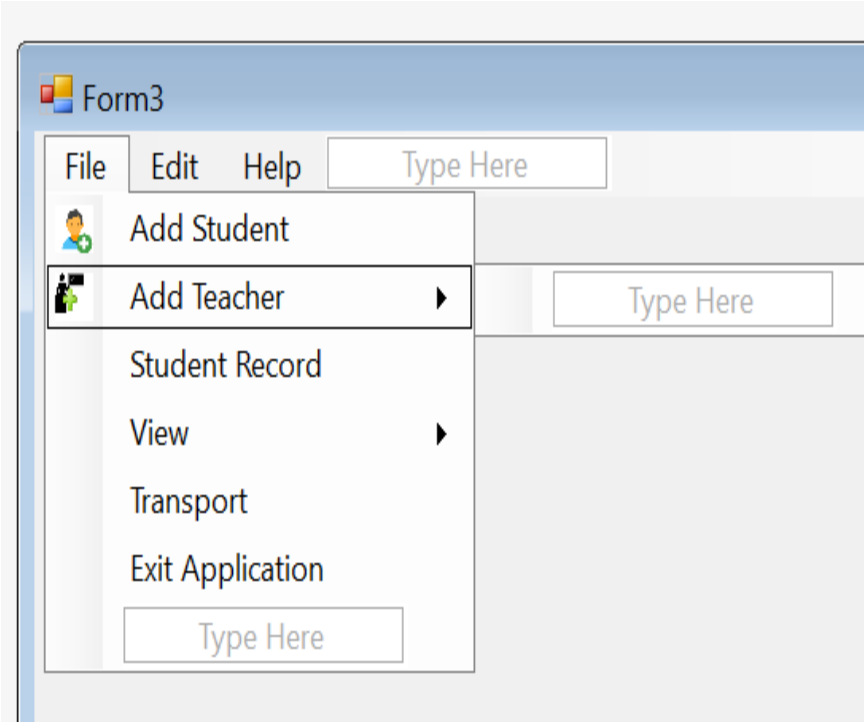 Form3
File Edit Help Type Here
Add Student
Add Teacher Type Here
Student Record
View
Transport
Exit Application
Type Here